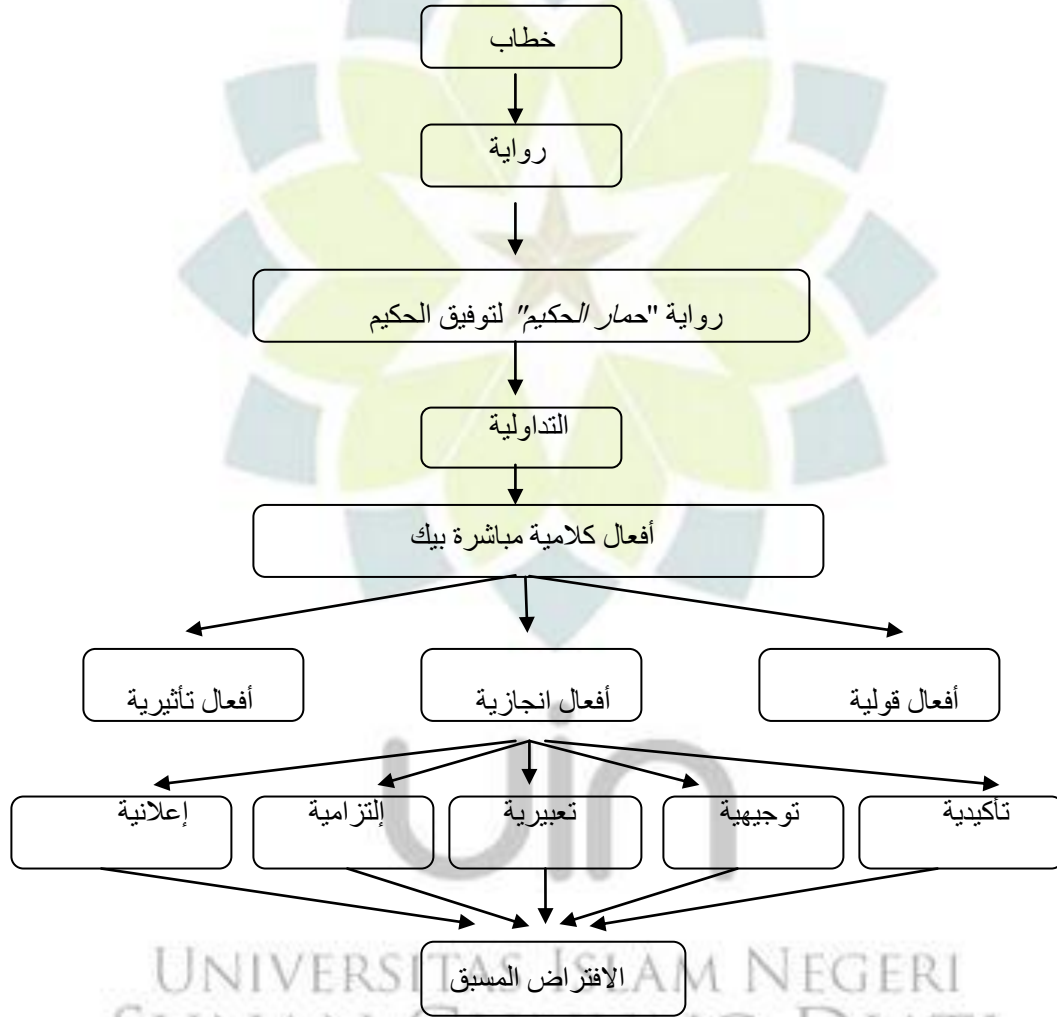 خطاب
رواية
رواية "حمار الحكيم" لتوفيق الحكيم
التداولية
أفعال كلامية مباشرة بيك
أفعال قولية
أفعال انجازية
أفعال تأثيرية
تأكيدية
توجيهية
تعبيرية
إلتزامية
إعلانية
uin
الافتراض المسبق
UNIVERSITAS ISLAM NEGERI